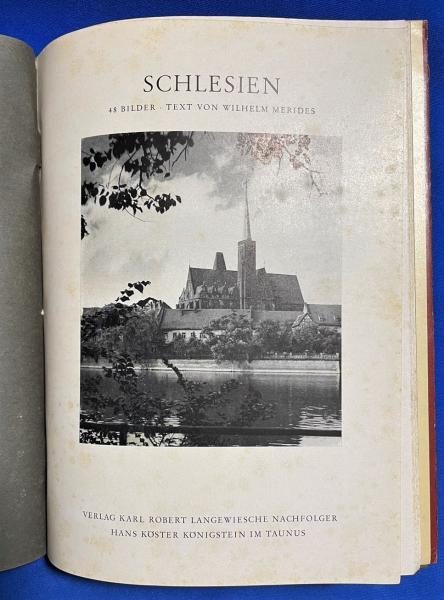 SCHLESIEN
48 BILDER · TEXT VON WILHELM MERIDES
VERLAG KARL ROBERT LANGEWIESCHE NACHFOLGER
HANS KÖSTER KÖNIGSTEIN IM TAUNUS